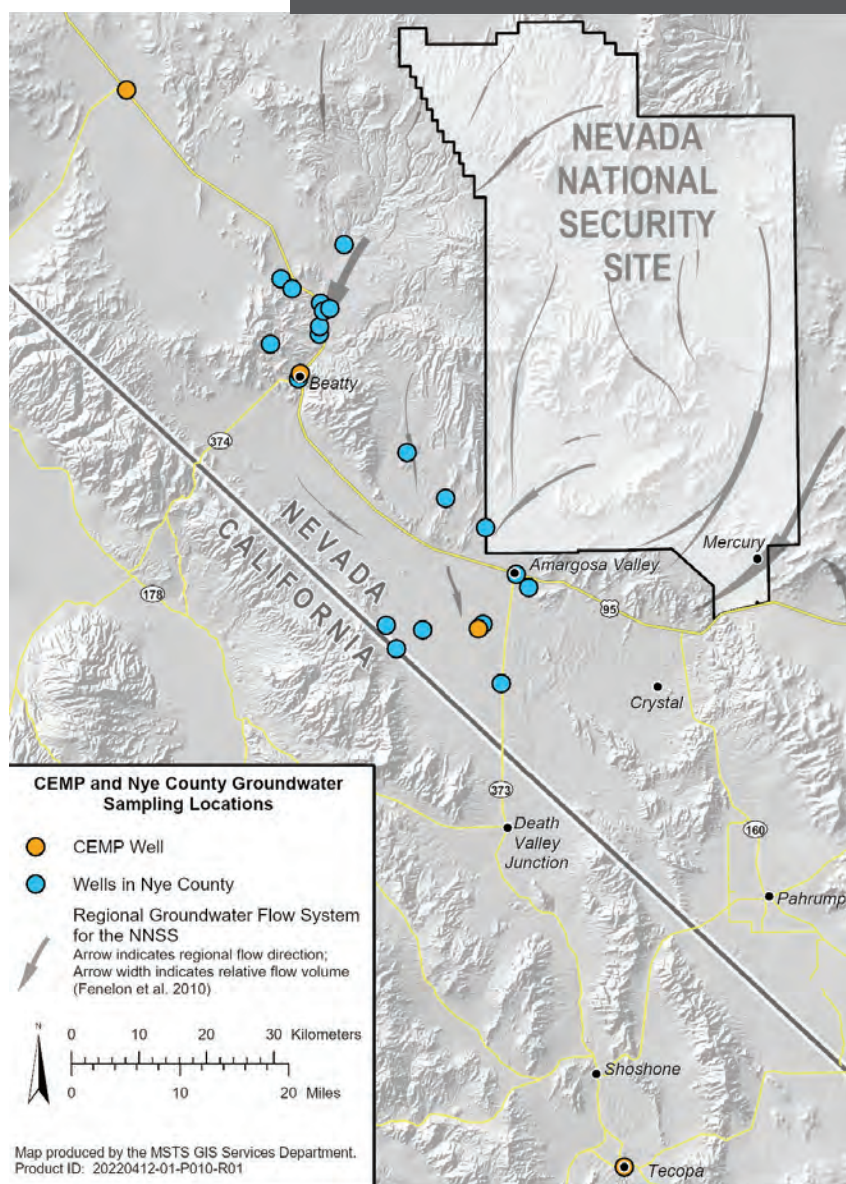 NEVADA
NATIONAL
SECURITY
SITE
Beatty
374
NEVADA
CALIFORNIA
Mercury
Amargosa Valley
95
178
Crystal
373
Death
Valley
Junction
160
Pahrump
Shoshone
Tecopa
CEMP and Nye County Groundwater
Sampling Locations
CEMP Well
Wells in Nye County
Regional Groundwater Flow System
for the NNSS
Arrow indicates regional flow direction;
Arrow width indicates relative flow volume
(Fenelon et al. 2010)
N
0 10 20 30 Kilometers
0 10 20 Miles
Map produced by the MSTS GIS Services Department.
Product ID: 20220412-01-P010-R01